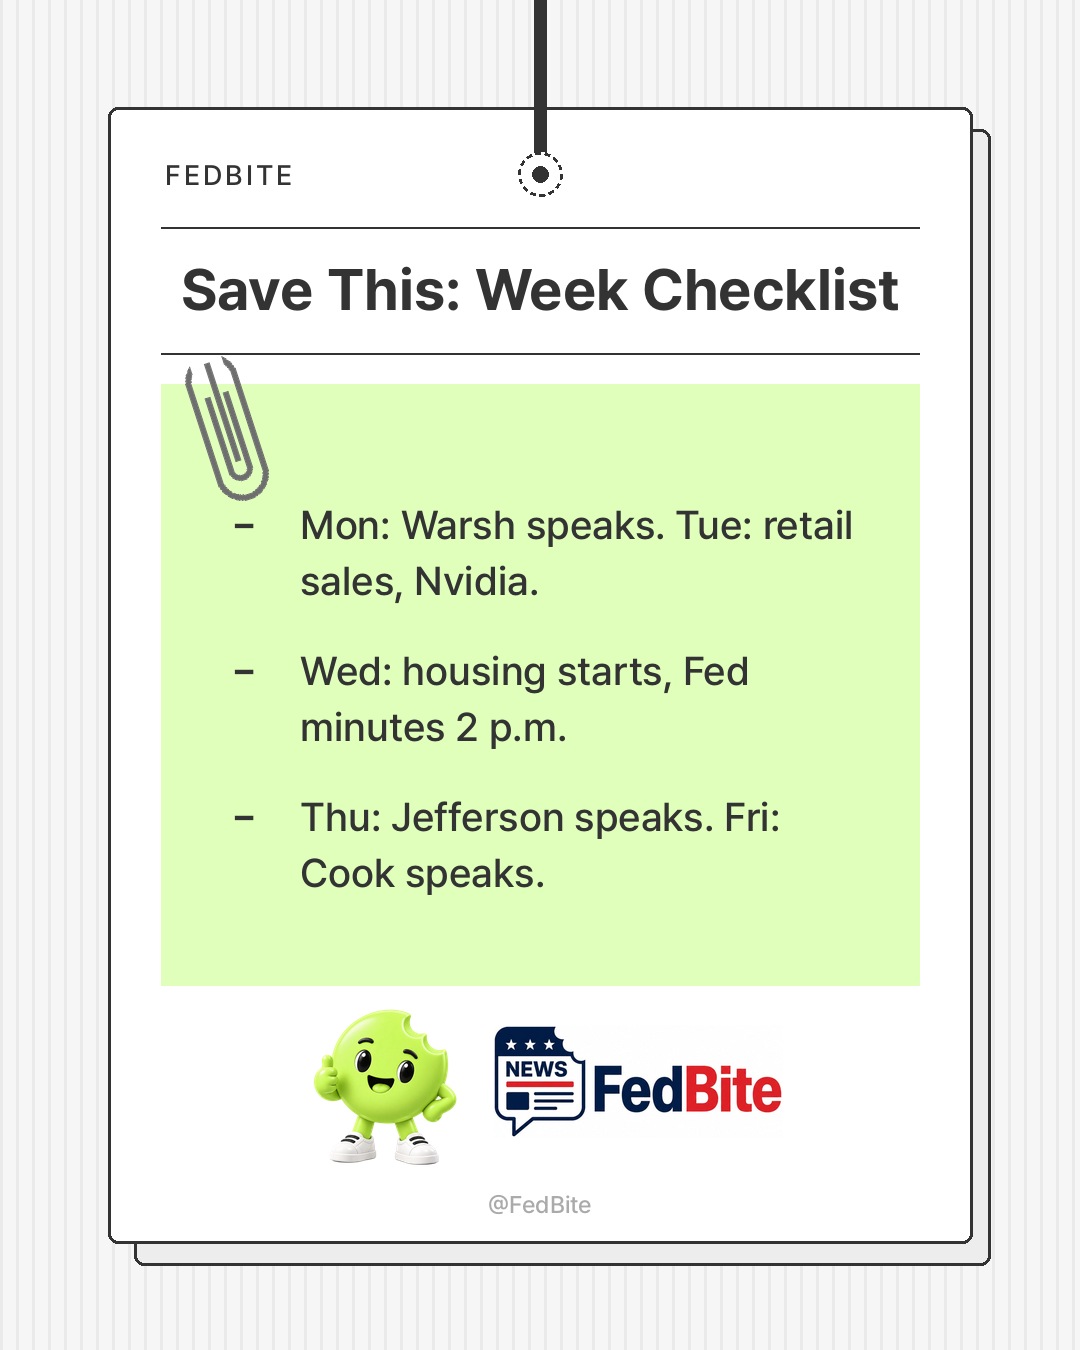 FEDBITE
Save This: Week Checklist
– Mon: Warsh speaks. Tue: retail
sales, Nvidia.
– Wed: housing starts, Fed
minutes 2 p.m.
– Thu: Jefferson speaks. Fri:
Cook speaks.
NEWS
FedBite
@FedBite